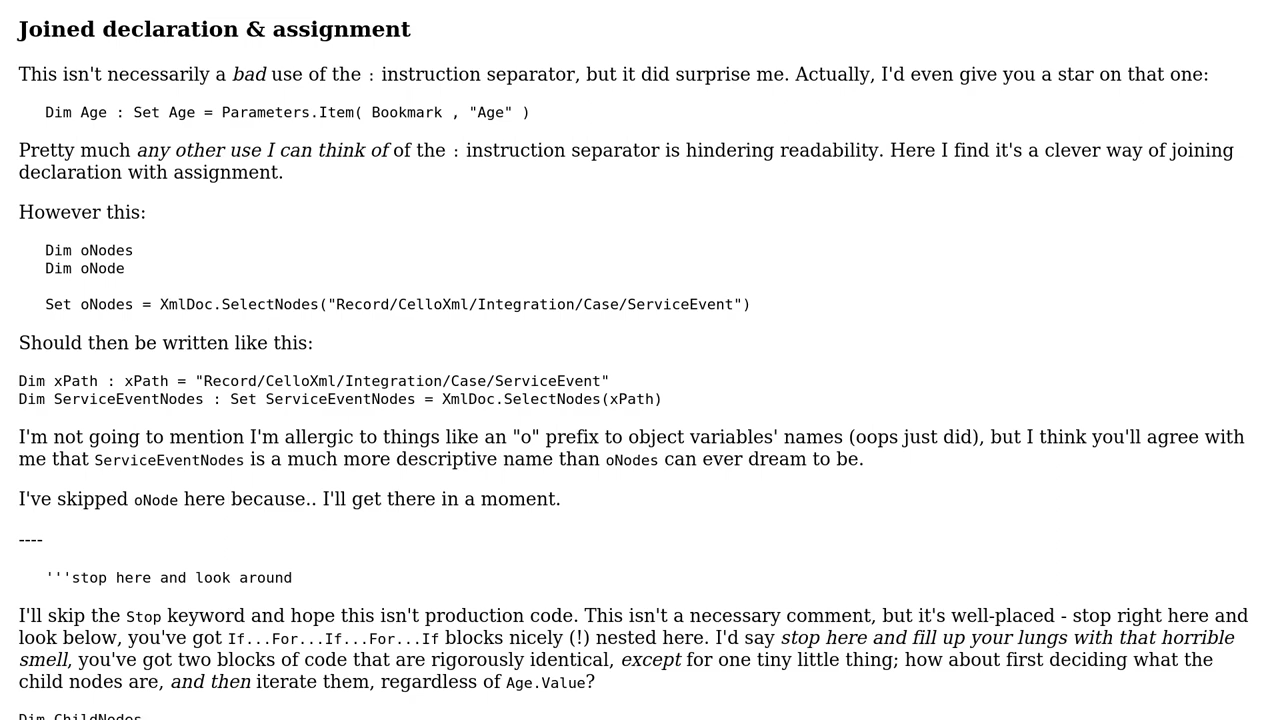 Joined declaration & assignment
This isn't necessarily a bad use of the : instruction separator, but it did surprise me. Actually, I'd even give you a star on that one:
Dim Age : Set Age = Parameters.Item( Bookmark , "Age" )
Pretty much any other use I can think of of the : instruction separator is hindering readability. Here I find it's a clever way of joining
declaration with assignment.
However this:
Dim oNodes
Dim oNode
Set oNodes = XmlDoc.SelectNodes("Record/CelloXml/Integration/Case/ServiceEvent")
Should then be written like this:
Dim xPath : xPath = "Record/CelloXml/Integration/Case/ServiceEvent"
Dim ServiceEventNodes : Set ServiceEventNodes = XmlDoc.SelectNodes(xPath)
I'm not going to mention I'm allergic to things like an "o" prefix to object variables' names (oops just did), but I think you'll agree with
me that ServiceEventNodes is a much more descriptive name than oNodes can ever dream to be.
I've skipped oNode here because.. I'll get there in a moment.
----
'''stop here and look around
I'll skip the Stop keyword and hope this isn't production code. This isn't a necessary comment, but it's well-placed - stop right here and
look below, you've got If...For...If...For...If blocks nicely (!) nested here. I'd say stop here and fill up your lungs with that horrible
smell, you've got two blocks of code that are rigorously identical, except for one tiny little thing; how about first deciding what the
child nodes are, and then iterate them, regardless of Age.Value?
Dim ChildNodes